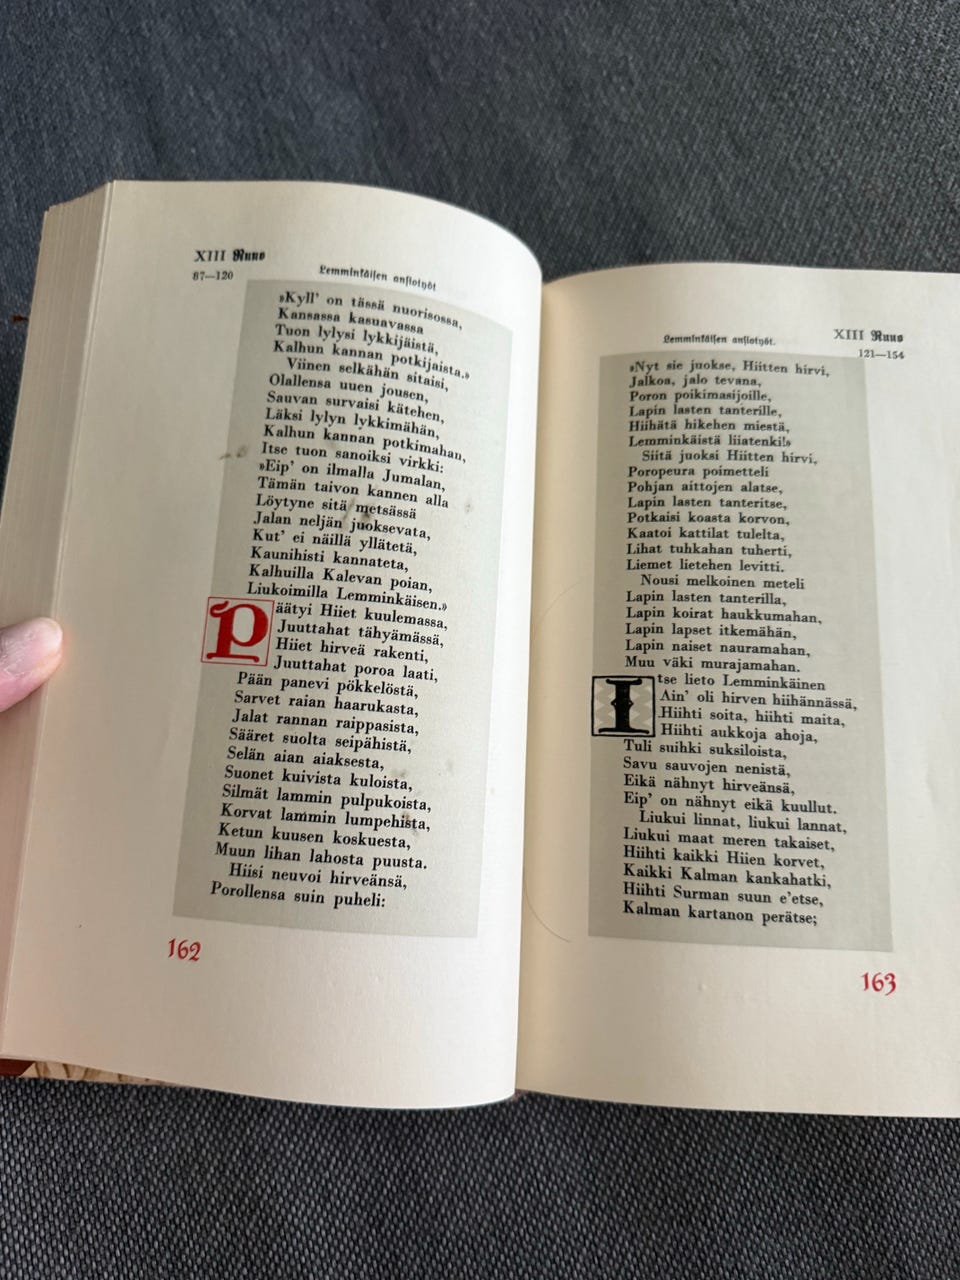 XIII Runo
87—120
Lemminkäisen ansiotyöt
»Kyll' on tässä nuorisossa,
Kansassa kasuavassa
Tuon lylysi lykkijäistä,
Kalhun kannan potkijaista.»
Viinen selkähän sitaisi,
Olallensa uuen jousen,
Sauvan survaisi kätehen,
Läksi lylyn lykkimähän,
Kalhun kannan potkimahan,
Itse tuon sanoiksi virkki:
»Eip' on ilmalla Jumalan,
Tämän taivon kannen alla
Löytyne sitä metsässä
Jalan neljän juoksevata,
Kut' ei näillä yllätetä,
Kaunihisti kannateta,
Kalhuilla Kalevan poian,
Liukoimilla Lemminkäisen.»
Päätyi Hiiet kuulemassa,
Juuttahat tähyämässä,
Hiiet hirveä rakenti,
Juuttahat poroa laati,
Pään panevi pökkelöstä,
Sarvet raian haarukasta,
Jalat rannan raippasista,
Sääret suolta seipähistä,
Selän aian aiaksesta,
Suonet kuivista kuloista,
Silmät lammin pulpukoista,
Korvat lammin lumpehista,
Ketun kuusen koskuesta,
Muun lihan lahosta puusta.
Hiisi neuvoi hirveänsä,
Porollensa suin puheli:
162
Lemminkäisen ansiotyöt.
XIII Runo
121—154
»Nyt sie juokse, Hiitten hirvi,
Jalkoa, jalo tevana,
Poron poikimasijoille,
Lapin lasten tanterille,
Hiihätä hikehen miestä,
Lemminkäistä liiatenki!»
Siitä juoksi Hiitten hirvi,
Poropeura poimetteli
Pohjan aittojen alatse,
Lapin lasten tanteritse,
Potkaisi koasta korvon,
Kaatoi kattilat tulelta,
Lihat tuhkahan tuherti,
Liemet lietehen levitti.
Nousi melkoinen meteli
Lapin lasten tanterilla,
Lapin koirat haukkumahan,
Lapin lapset itkemähän,
Lapin naiset nauramahan,
Muu väki murajamahan.
Itse lieto Lemminkäinen
Ain' oli hirven hiihännässä,
Hiihti soita, hiihti maita,
Hiihti aukkoja ahoja,
Tuli suihki suksiloista,
Savu sauvojen nenistä,
Eikä nähnyt hirveänsä,
Eip' on nähnyt eikä kuullut.
Liukui linnat, liukui lannat,
Liukui maat meren takaiset,
Hiihti kaikki Hiien korvet,
Kaikki Kalman kankahatki,
Hiihti Surman suun e'etse,
Kalman kartanon perätse;
163